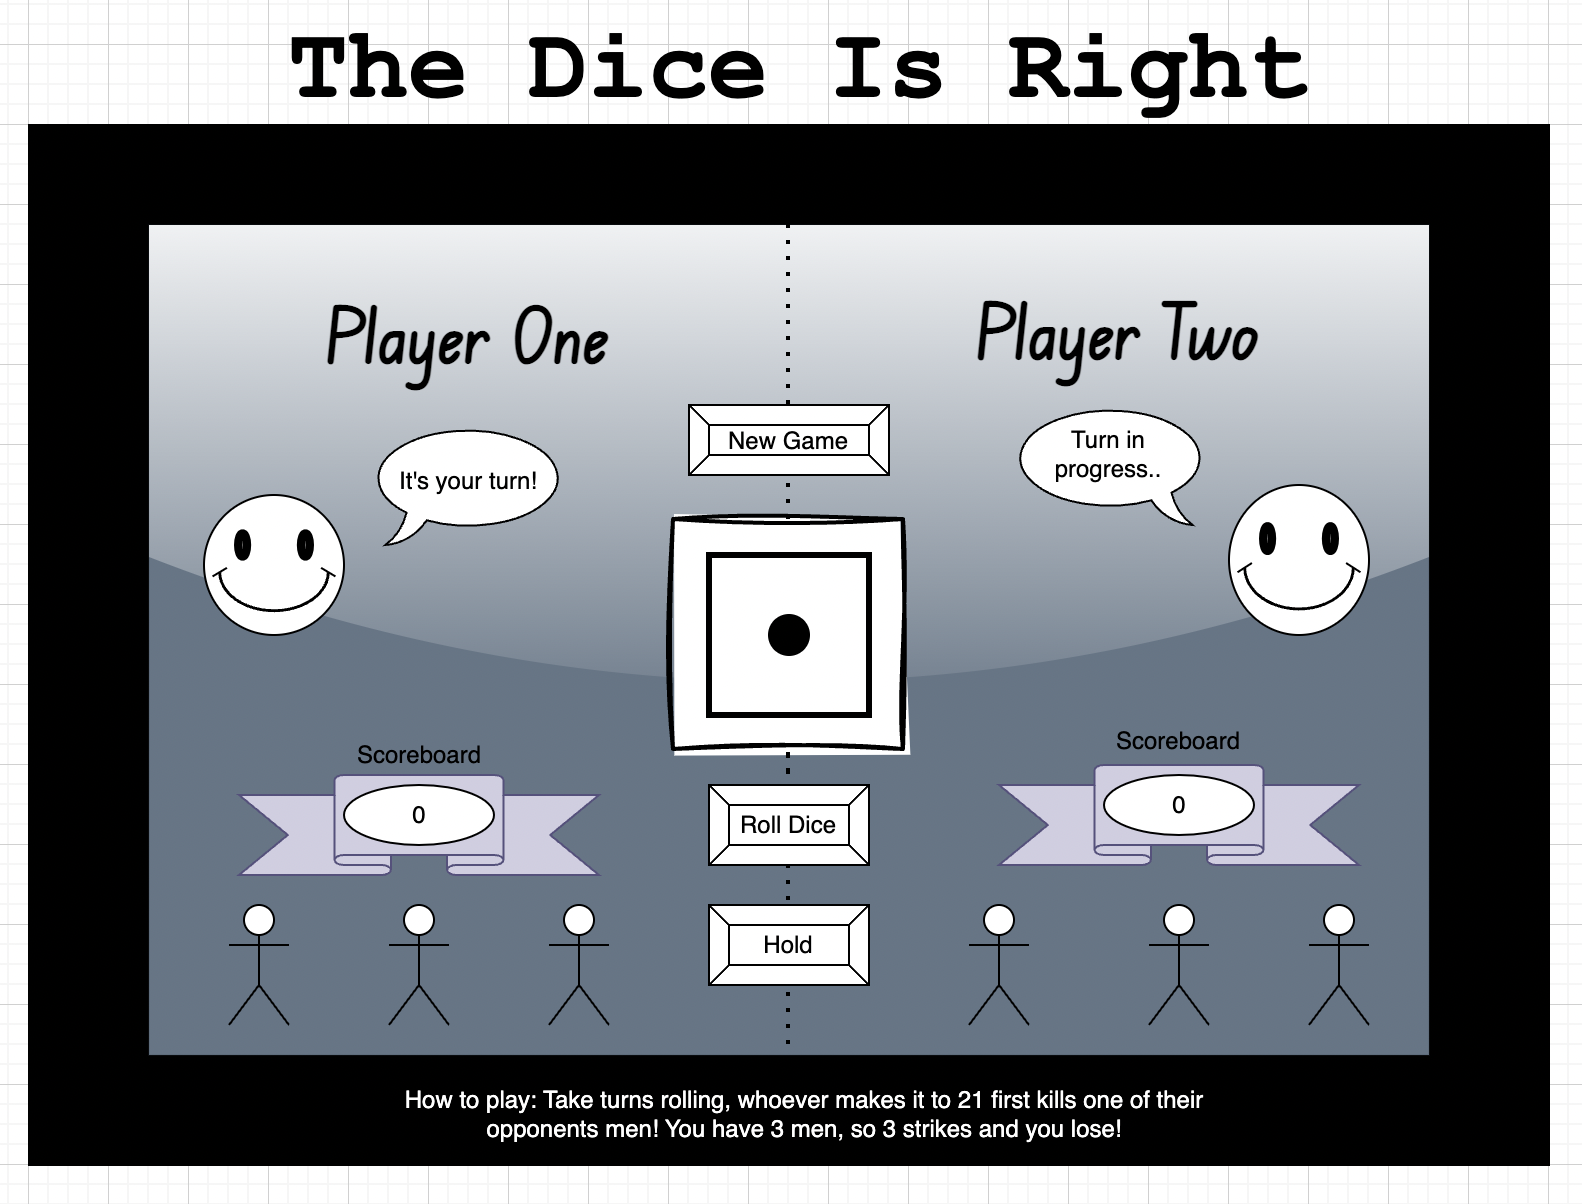 The Dice Is Right
Player One
Player Two
New Game
It's your turn!
Turn in
progress..
Scoreboard
0
Scoreboard
0
Roll Dice
Hold
How to play: Take turns rolling, whoever makes it to 21 first kills one of their
opponents men! You have 3 men, so 3 strikes and you lose!